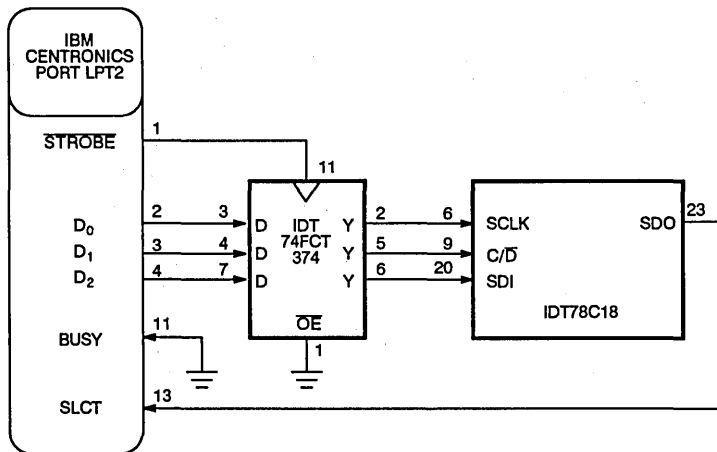 IBM
CENTRONICS
PORT LPT2
STROBE
1
11
D0
2
3
D
IDT
Y
2
6
SCLK
SDO
23
D1
3
4
D
74FCT
Y
5
9
C/D
D2
4
7
D
374
Y
6
20
SDI
OE
IDT78C18
BUSY
11
1
SLCT
13